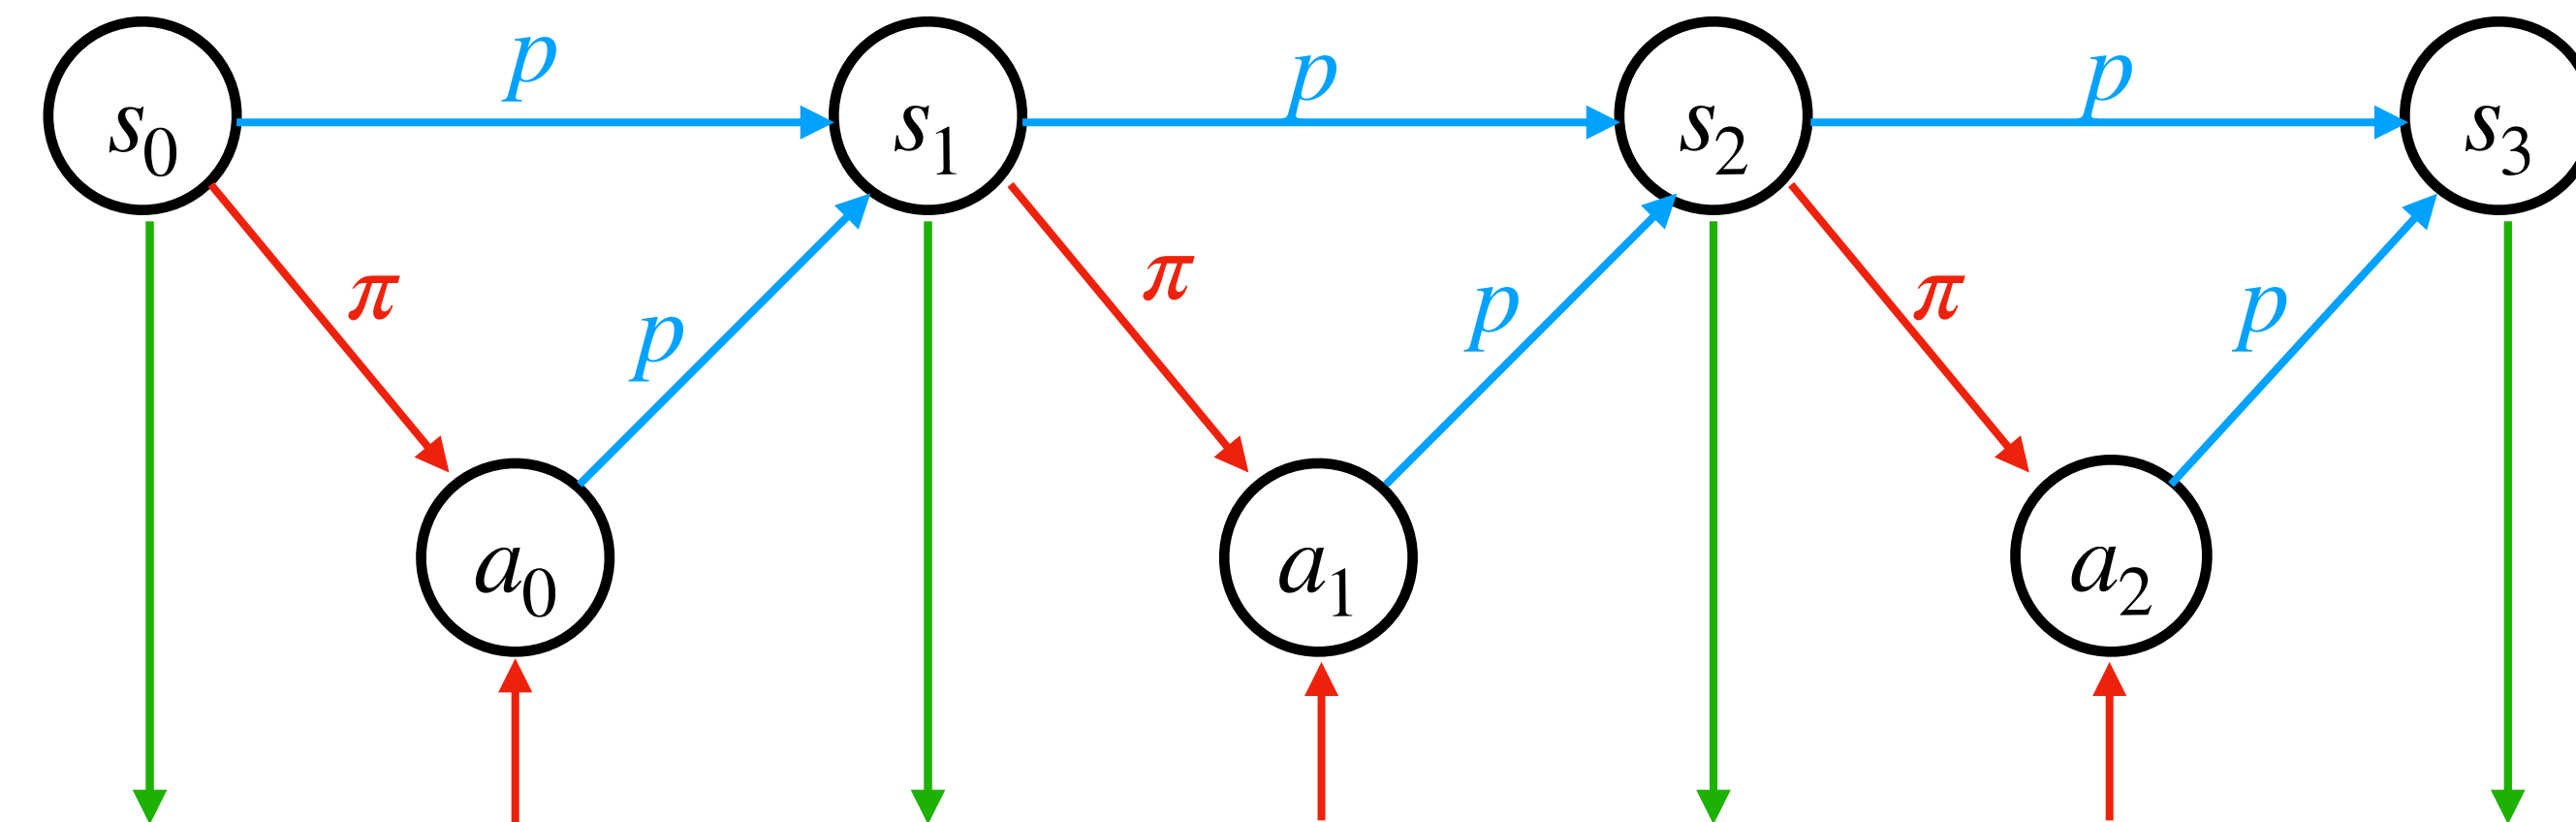 p p p
s₀ s₁ s₂ s₃
π π π
p p p
a₀ a₁ a₂